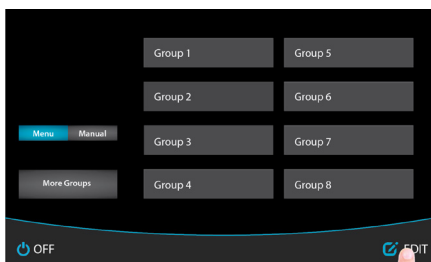 Group 1
Group 5
Group 2
Group 6
Menu
Manual
Group 3
Group 7
More Groups
Group 4
Group 8
OFF
EDIT